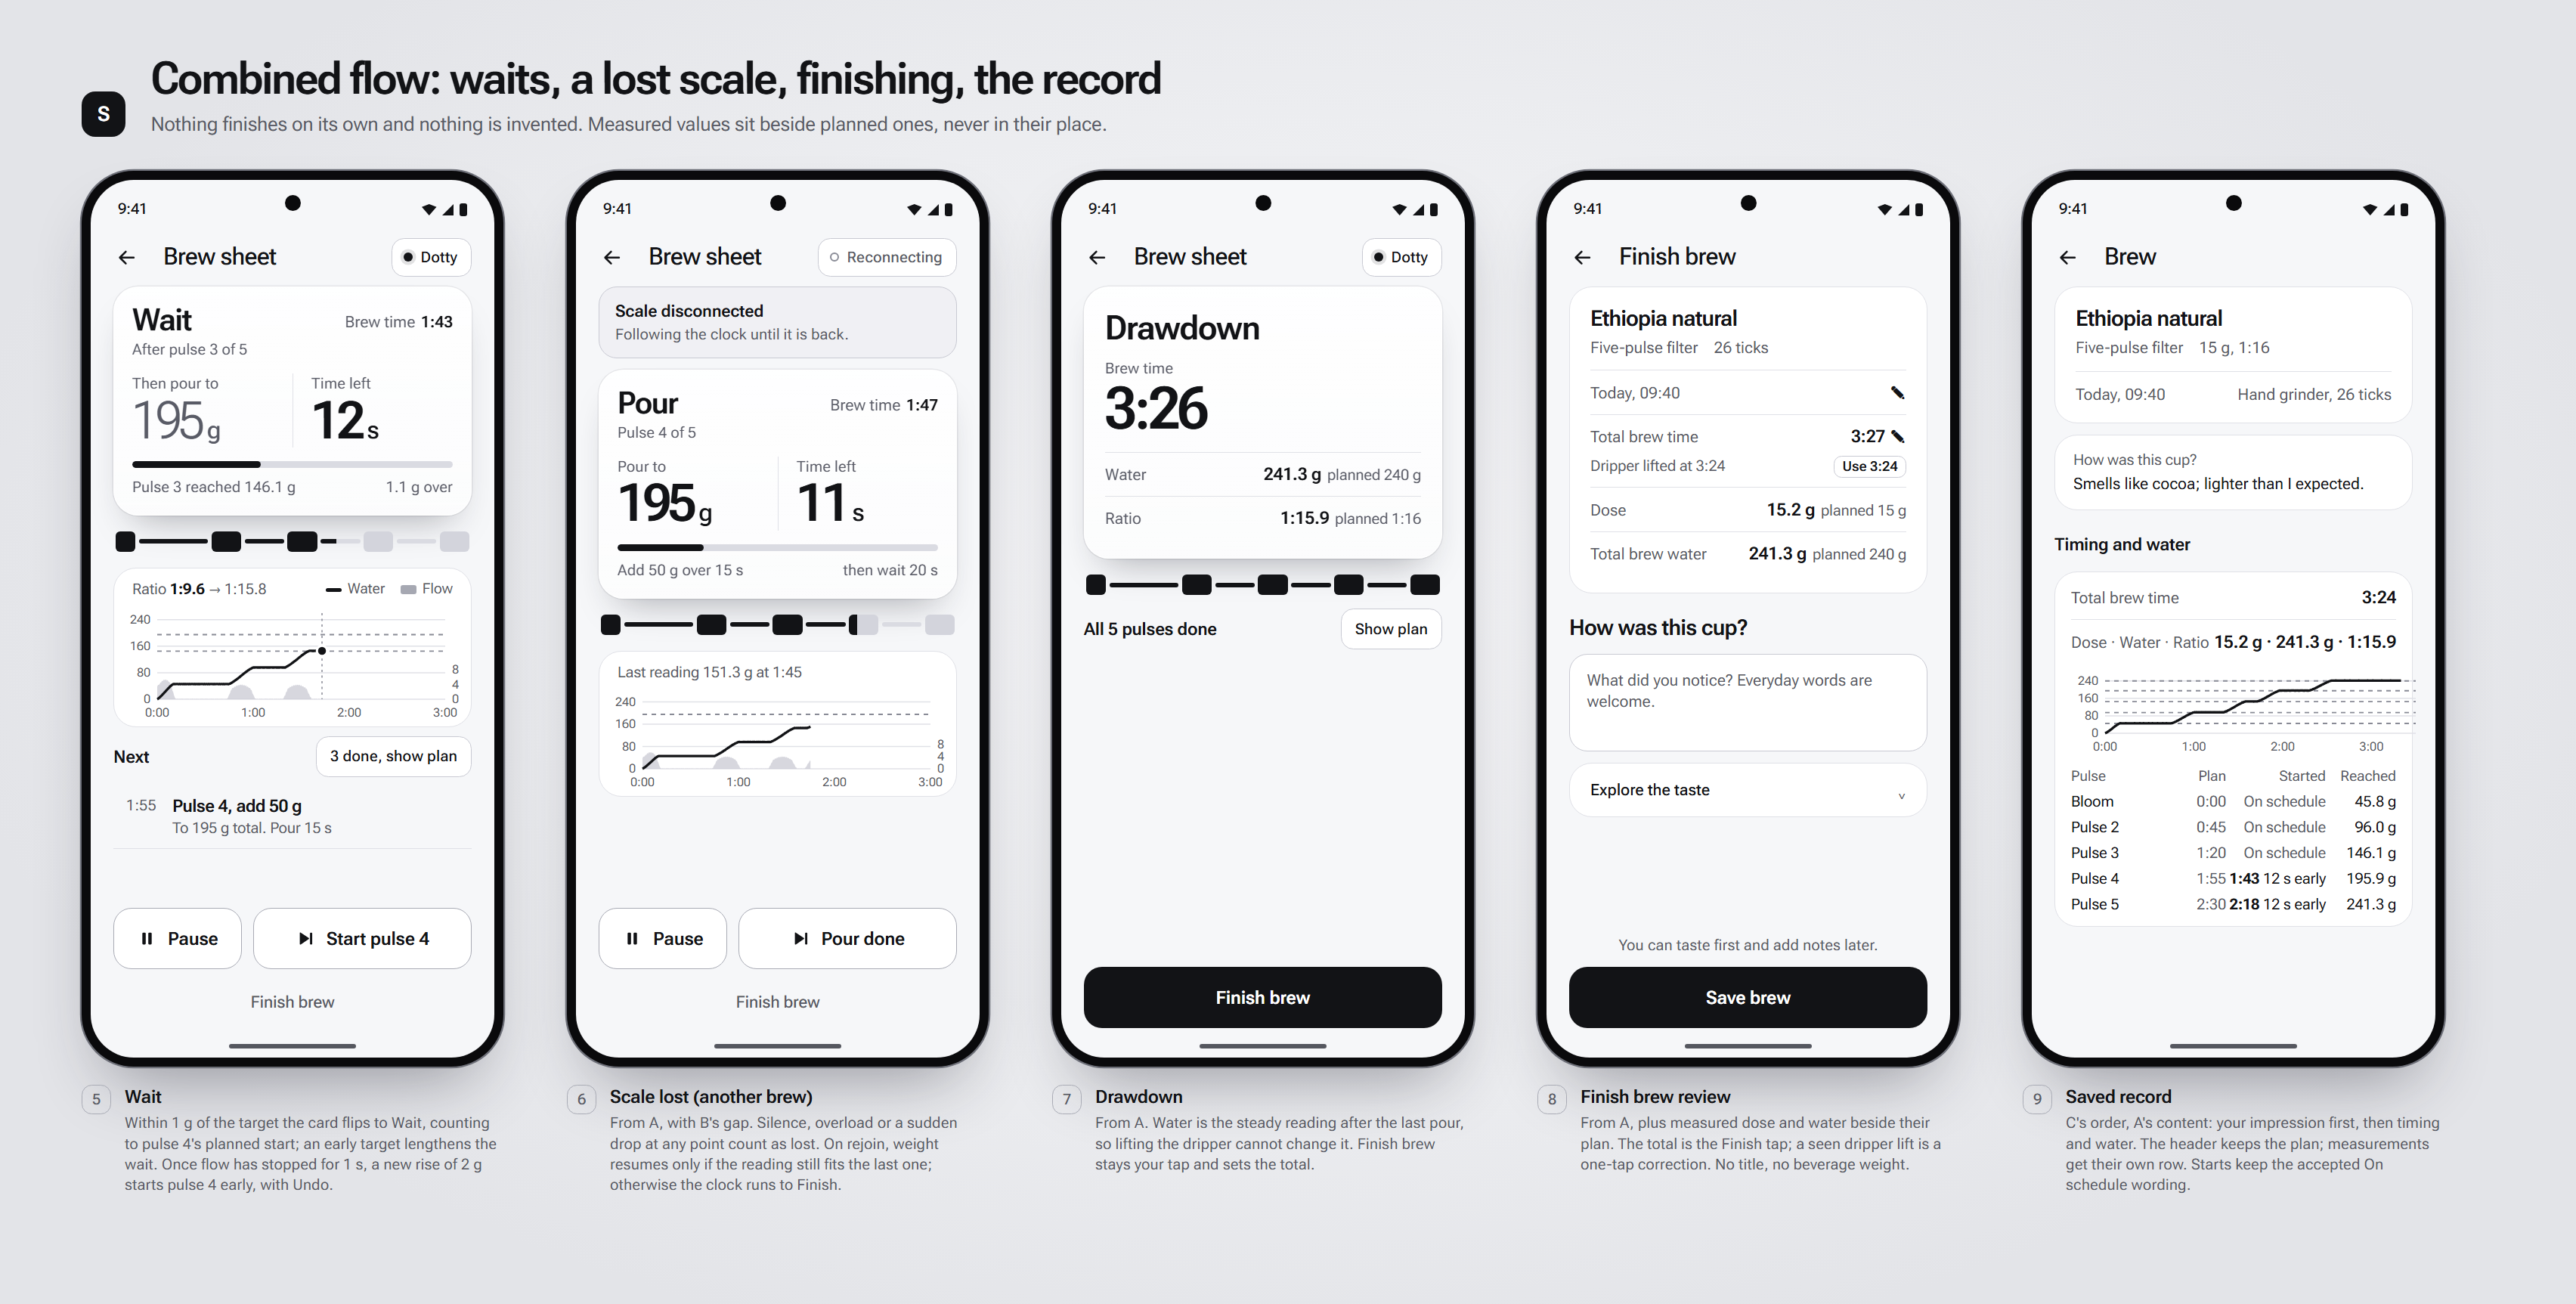 S
Combined flow: waits, a lost scale, finishing, the record
Nothing finishes on its own and nothing is invented. Measured values sit beside planned ones, never in their place.
9:41
Brew sheet
Dotty
Wait
Brew time 1:43
After pulse 3 of 5
Then pour to
Time left
195 g
12 s
Pulse 3 reached 146.1 g
1.1 g over
Ratio 1:9.6 → 1:15.8
Water
Flow
240
160
80
0
8
4
0
0:00
1:00
2:00
3:00
Next
3 done, show plan
1:55
Pulse 4, add 50 g
To 195 g total. Pour 15 s
Pause
Start pulse 4
Finish brew
5
Wait
Within 1 g of the target the card flips to Wait, counting
to pulse 4's planned start; an early target lengthens the
wait. Once flow has stopped for 1 s, a new rise of 2 g
starts pulse 4 early, with Undo.
9:41
Brew sheet
Reconnecting
Scale disconnected
Following the clock until it is back.
Pour
Brew time 1:47
Pulse 4 of 5
Pour to
Time left
195 g
11 s
Add 50 g over 15 s
then wait 20 s
Last reading 151.3 g at 1:45
240
160
80
0
8
4
0
0:00
1:00
2:00
3:00
Pause
Pour done
Finish brew
6
Scale lost (another brew)
From A, with B's gap. Silence, overload or a sudden
drop at any point count as lost. On rejoin, weight
resumes only if the reading still fits the last one;
otherwise the clock runs to Finish.
9:41
Brew sheet
Dotty
Drawdown
Brew time
3:26
Water
241.3 g planned 240 g
Ratio
1:15.9 planned 1:16
All 5 pulses done
Show plan
Finish brew
7
Drawdown
From A. Water is the steady reading after the last pour,
so lifting the dripper cannot change it. Finish brew
stays your tap and sets the total.
9:41
Finish brew
Ethiopia natural
Five-pulse filter 26 ticks
Today, 09:40
Total brew time
3:27
Dripper lifted at 3:24
Use 3:24
Dose
15.2 g planned 15 g
Total brew water
241.3 g planned 240 g
How was this cup?
What did you notice? Everyday words are
welcome.
Explore the taste
You can taste first and add notes later.
Save brew
8
Finish brew review
From A, plus measured dose and water beside their
plan. The total is the Finish tap; a seen dripper lift is a
one-tap correction. No title, no beverage weight.
9:41
Brew
Ethiopia natural
Five-pulse filter 15 g, 1:16
Today, 09:40
Hand grinder, 26 ticks
How was this cup?
Smells like cocoa; lighter than I expected.
Timing and water
Total brew time
3:24
Dose · Water · Ratio 15.2 g · 241.3 g · 1:15.9
240
160
80
0
0:00
1:00
2:00
3:00
Pulse Plan Started Reached
Bloom 0:00 On schedule 45.8 g
Pulse 2 0:45 On schedule 96.0 g
Pulse 3 1:20 On schedule 146.1 g
Pulse 4 1:55 1:43 12 s early 195.9 g
Pulse 5 2:30 2:18 12 s early 241.3 g
9
Saved record
C's order, A's content: your impression first, then timing
and water. The header keeps the plan; measurements
get their own row. Starts keep the accepted On
schedule wording.